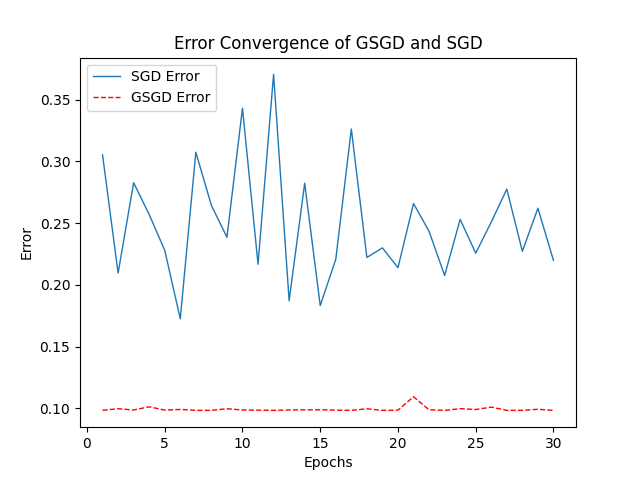 Error Convergence of GSGD and SGD
SGD Error
GSGD Error
0.35
0.30
0.25
0.20
0.15
0.10
Error
0 5 10 15 20 25 30
Epochs